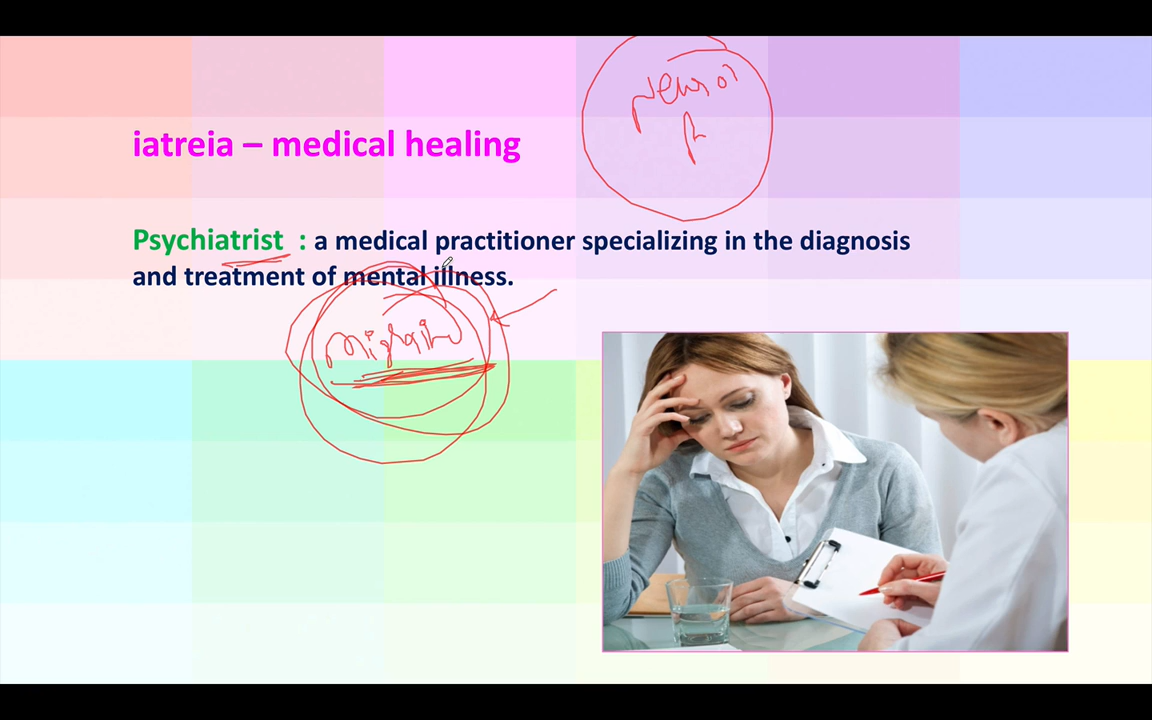 iatreia – medical healing
Psychiatrist : a medical practitioner specializing in the diagnosis
and treatment of mental illness.